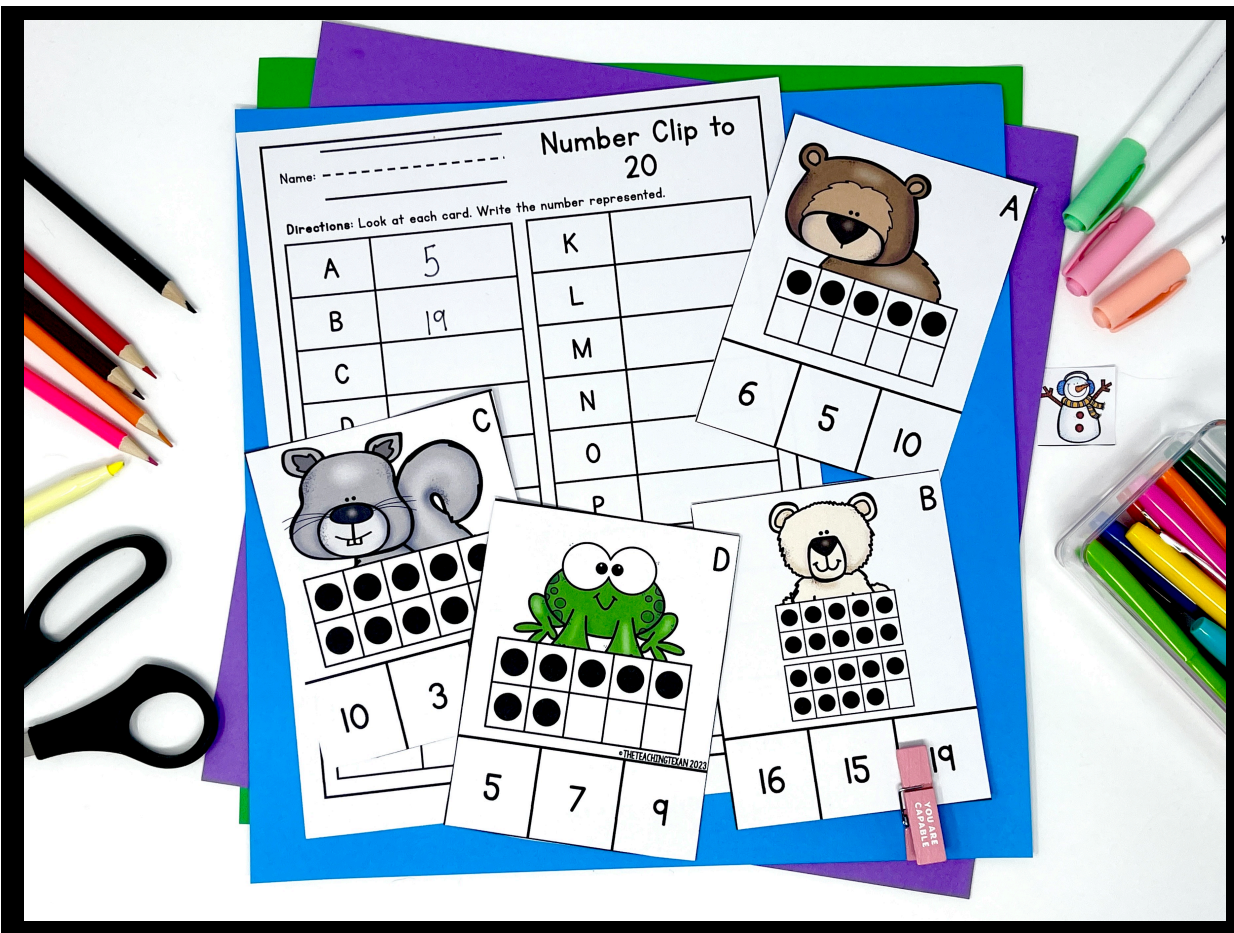 Number Clip to
20
Name:
Directions: Look at each card. Write the number represented.
A 5
B 19
C
D
K
L
M
N
O
P
A
6 5 10
C
10 3
D
©THETEACHINGTEXAN 2023
5 7 9
B
16 15 19
YOU ARE
CAPABLE